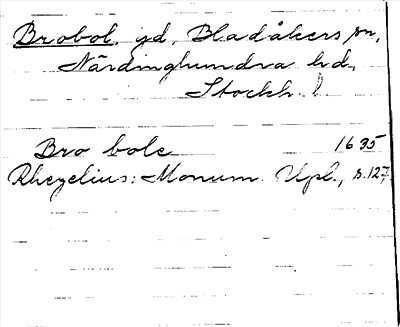 Brobol, gd, Bladåkers sn,
Närdinghundra hd,
Stockh. l.
Bro bole 1635
Rhezelius: Monum. Upl., s. 127